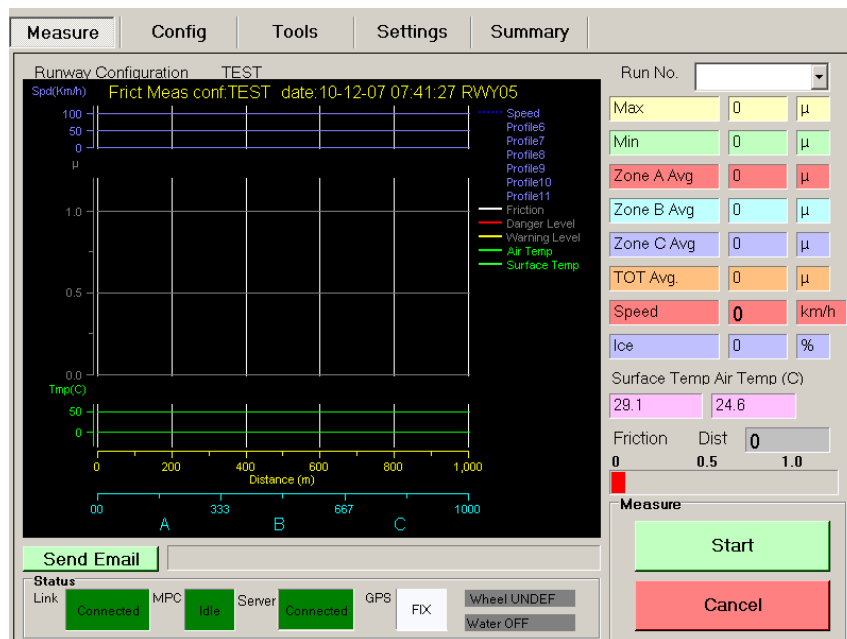 Measure Config Tools Settings Summary
Runway Configuration TEST
Run No.
Spd(Km/h) Frict Meas conf:TEST date:10-12-07 07:41:27 RWY05
100
50
0
µ
1.0
0.5
0.0
Tmp(C)
50
0
0 200 400 600 800 1,000
Distance (m)
00 333 667 1000
A B C
Speed
Profile6
Profile7
Profile8
Profile9
Profile10
Profile11
Friction
Danger Level
Warning Level
Air Temp
Surface Temp
Max 0 µ
Min 0 µ
Zone A Avg 0 µ
Zone B Avg 0 µ
Zone C Avg 0 µ
TOT Avg. 0 µ
Speed 0 km/h
Ice 0 %
Surface Temp Air Temp (C)
29.1 24.6
Friction Dist 0
0 0.5 1.0
Measure
Start
Cancel
Send Email
Status
Link Connected MPC Idle Server Connected GPS FIX Wheel UNDEF
Water OFF